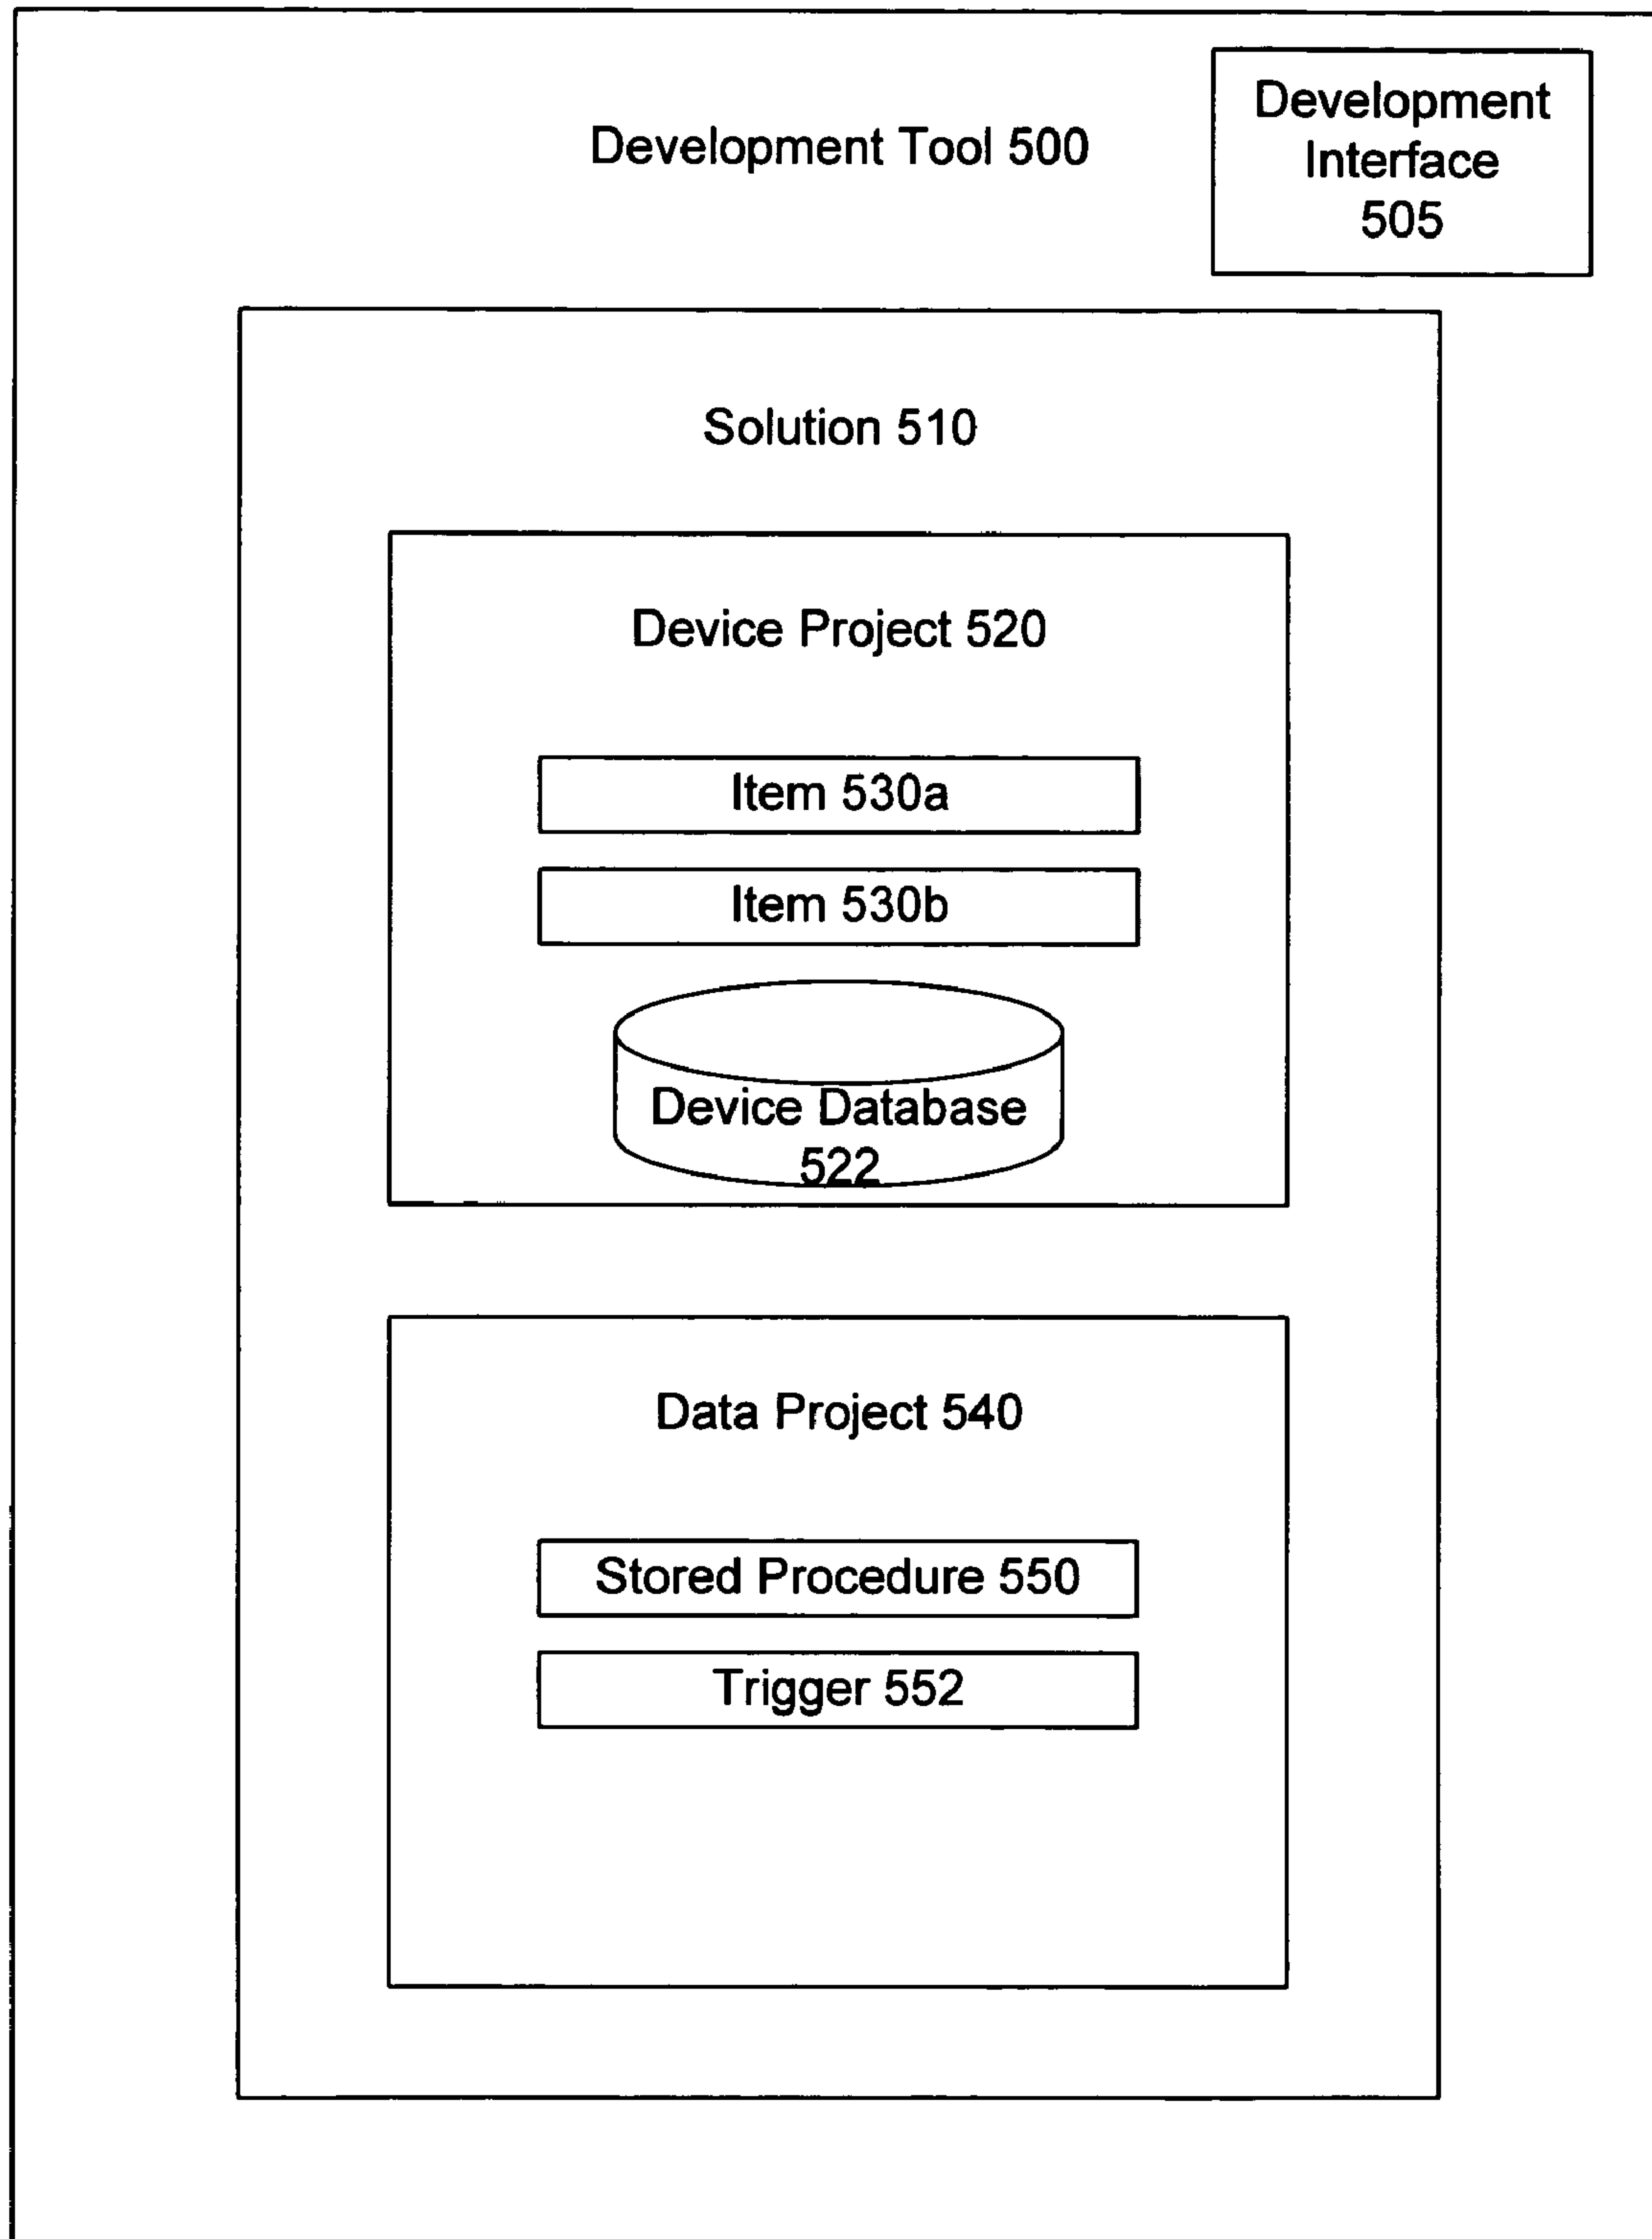 Development Tool 500
Development
Interface
505
Solution 510
Device Project 520
Item 530a
Item 530b
Device Database
522
Data Project 540
Stored Procedure 550
Trigger 552